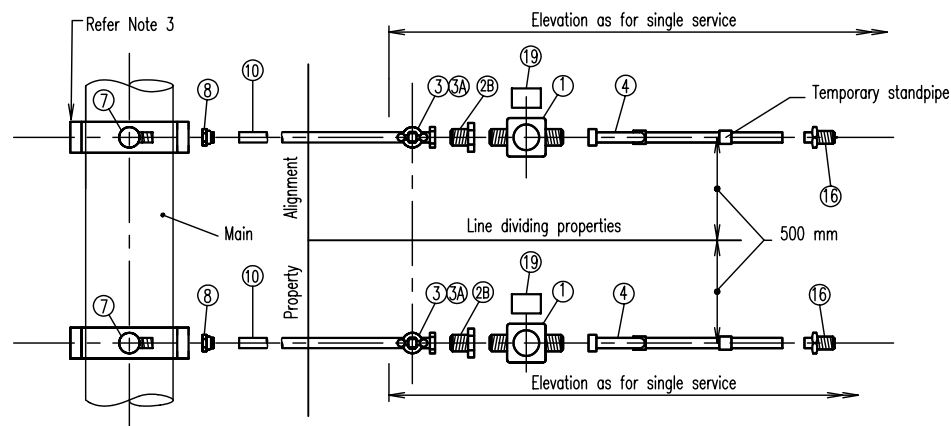 Elevation as for single service
Refer Note 3
19
7
8
10
3
3A
2B
1
4
Temporary standpipe
16
Alignment
Property
Main
Line dividing properties
500 mm
7
8
10
3
3A
2B
19
1
4
16
Elevation as for single service